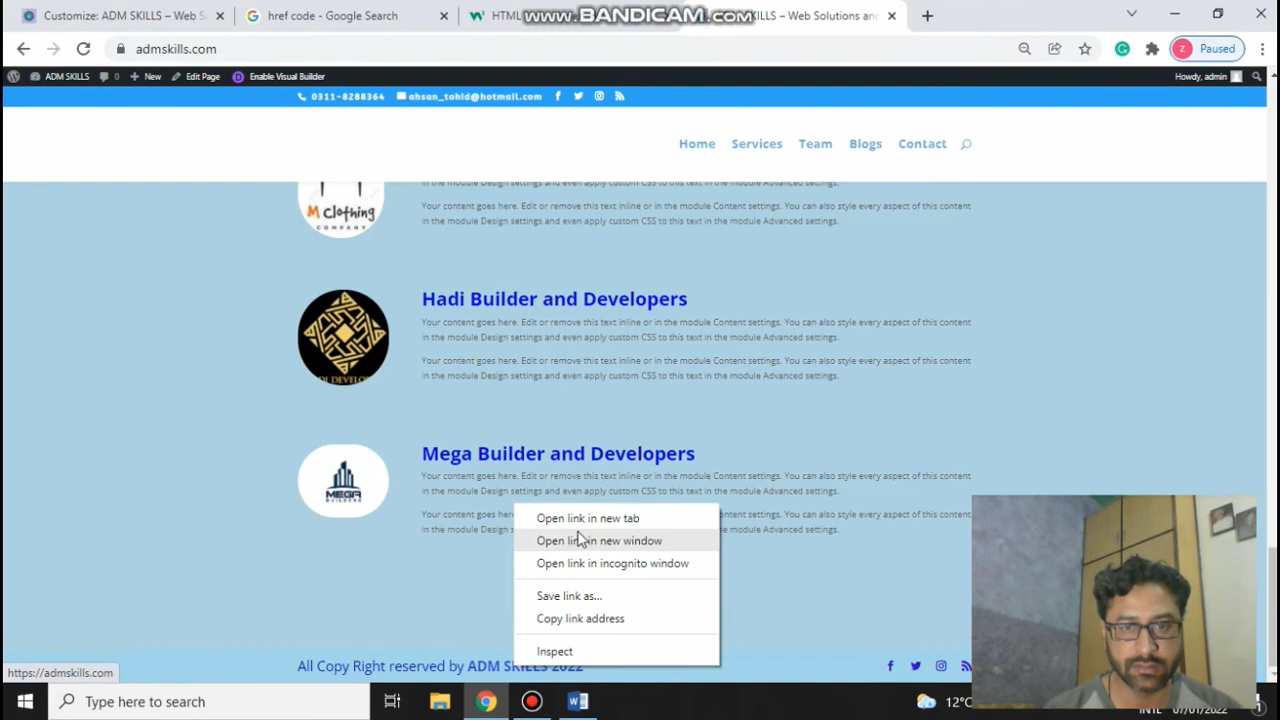 Customize: ADM SKILLS – Web S
href code - Google Search
HTML
www.BANDICAM.com
SKILLS – Web Solutions and
admskills.com
Paused
ADM SKILLS
0
New
Edit Page
Enable Visual Builder
Howdy, admin
0311-8288364
ahsan_tohid@hotmail.com
Home
Services
Team
Blogs
Contact
in the module Design settings and even apply custom CSS to this text in the module Advanced settings.
Your content goes here. Edit or remove this text inline or in the module Content settings. You can also style every aspect of this content
in the module Design settings and even apply custom CSS to this text in the module Advanced settings.
M Clothing
COMPANY
Hadi Builder and Developers
Your content goes here. Edit or remove this text inline or in the module Content settings. You can also style every aspect of this content
in the module Design settings and even apply custom CSS to this text in the module Advanced settings.
Your content goes here. Edit or remove this text inline or in the module Content settings. You can also style every aspect of this content
in the module Design settings and even apply custom CSS to this text in the module Advanced settings.
Mega Builder and Developers
Your content goes here. Edit or remove this text inline or in the module Content settings. You can also style every aspect of this content
in the module Design settings and even apply custom CSS to this text in the module Advanced settings.
MEGA
BUILDERS
Open link in new tab
Open link in new window
Open link in incognito window
Save link as...
Copy link address
Inspect
https://admskills.com
All Copy Right reserved by ADM SKILLS 2022
Type here to search
12°C
INTL
07/01/2022